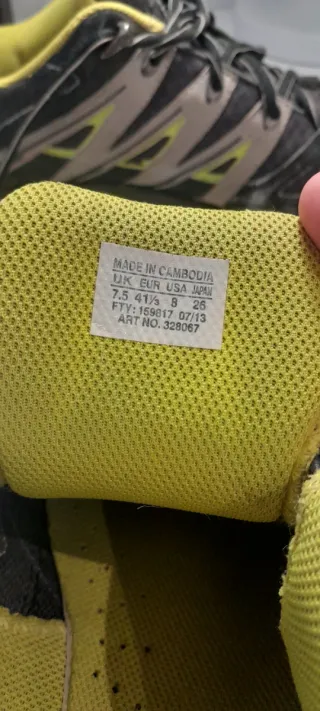 MADE IN CAMBODIA
UK EUR USA JAPAN
7.5 41⅓ 8 26
FTY: 159817 07/13
ART NO. 328067